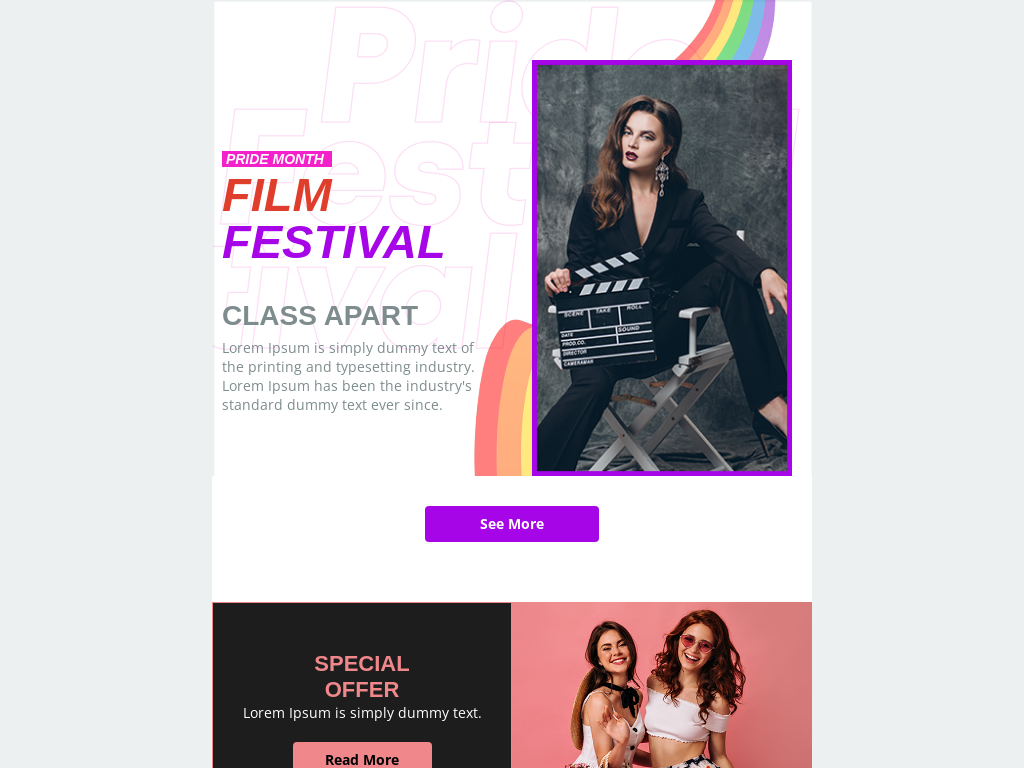 Pride
Fes
tival
PRIDE MONTH
FILM
FESTIVAL
CLASS APART
Lorem Ipsum is simply dummy text of
the printing and typesetting industry.
Lorem Ipsum has been the industry's
standard dummy text ever since.
SCENE TAKE ROLL
DATE SOUND
PROD.CO.
DIRECTOR
CAMERAMAN
See More
SPECIAL
OFFER
Lorem Ipsum is simply dummy text.
Read More